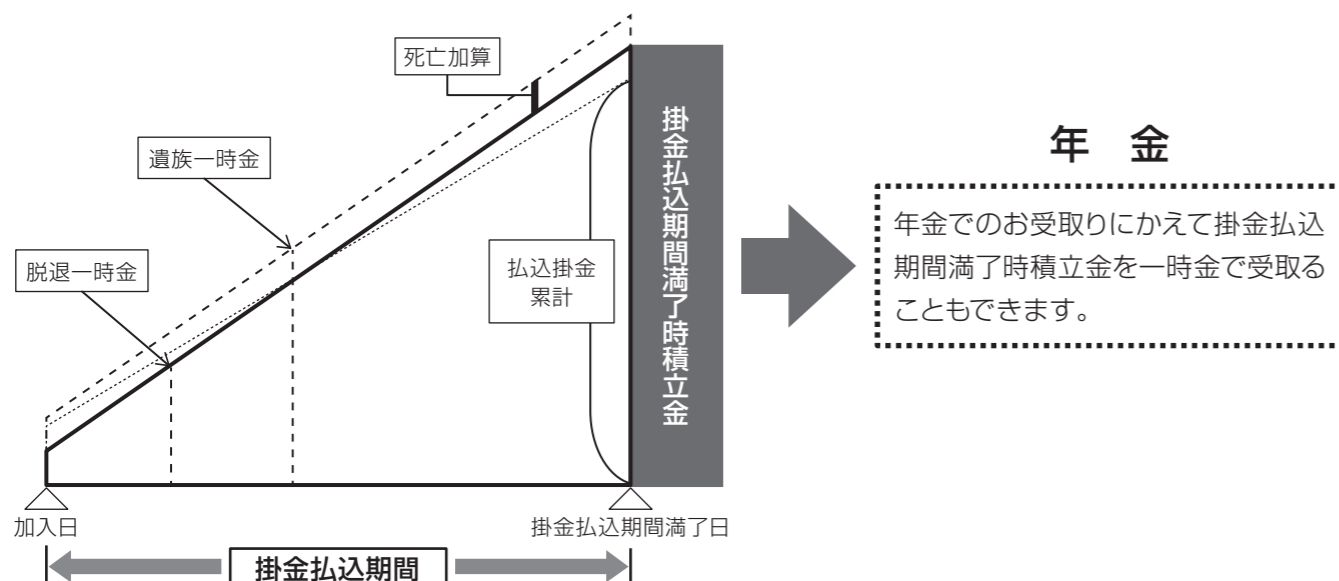 死亡加算
遺族一時金
脱退一時金
払込掛金
累計
掛金払込期間満了時積立金
加入日
掛金払込期間満了日
掛金払込期間
年 金
年金でのお受取りにかえて掛金払込
期間満了時積立金を一時金で受取る
こともできます。